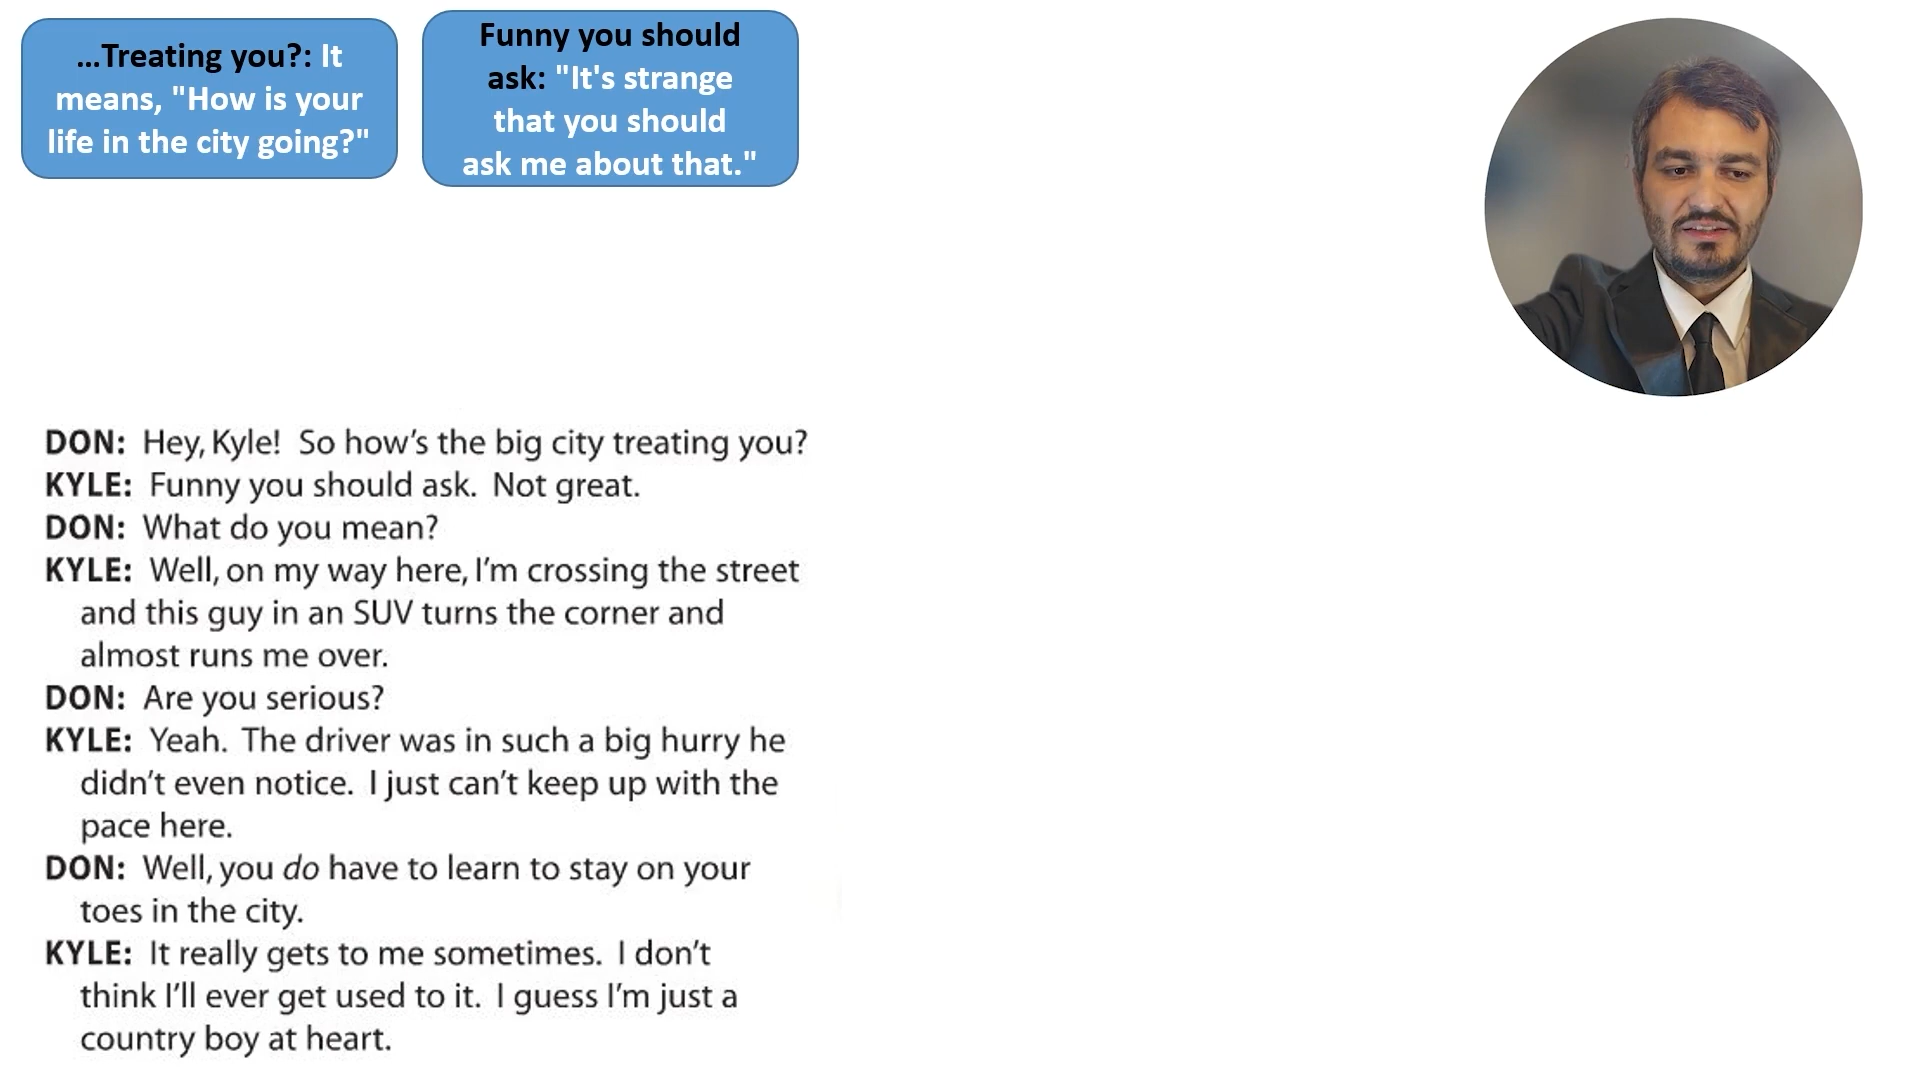 ...Treating you?: It
means, "How is your
life in the city going?"
Funny you should
ask: "It's strange
that you should
ask me about that."
DON: Hey, Kyle! So how's the big city treating you?
KYLE: Funny you should ask. Not great.
DON: What do you mean?
KYLE: Well, on my way here, I'm crossing the street
and this guy in an SUV turns the corner and
almost runs me over.
DON: Are you serious?
KYLE: Yeah. The driver was in such a big hurry he
didn't even notice. I just can't keep up with the
pace here.
DON: Well, you do have to learn to stay on your
toes in the city.
KYLE: It really gets to me sometimes. I don't
think I'll ever get used to it. I guess I'm just a
country boy at heart.